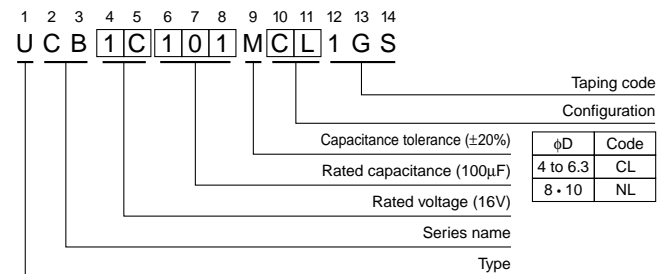 1 2 3 4 5 6 7 8 9 10 11 12 13 14
U C B 1 C 1 0 1 M C L 1 G S
Taping code
Configuration
Capacitance tolerance (±20%)
Rated capacitance (100µF)
Rated voltage (16V)
Series name
Type
ϕD Code
4 to 6.3 CL
8 • 10 NL